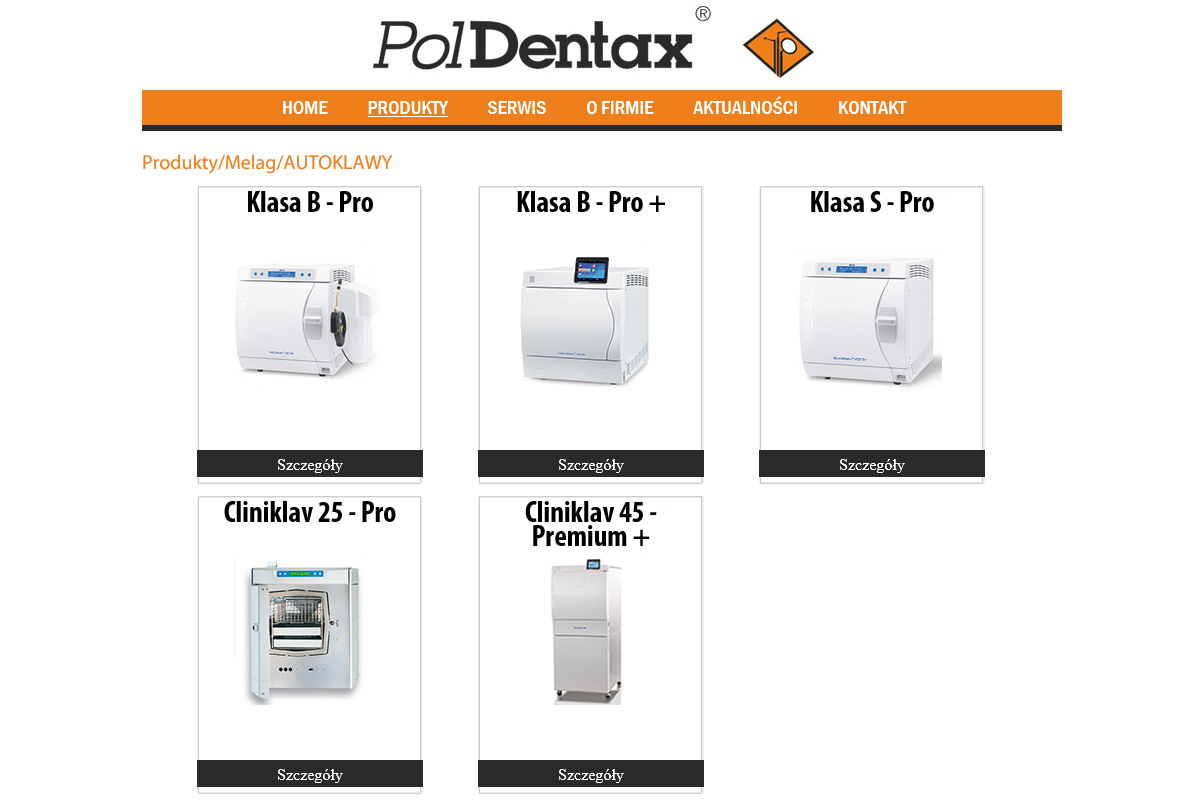 PolDentax ®
HOME PRODUKTY SERWIS O FIRMIE AKTUALNOŚCI KONTAKT
Produkty/Melag/AUTOKLAWY
Klasa B - Pro
Klasa B - Pro +
Klasa S - Pro
Szczegóły
Szczegóły
Szczegóły
Cliniklav 25 - Pro
Cliniklav 45 -
Premium +
Szczegóły
Szczegóły